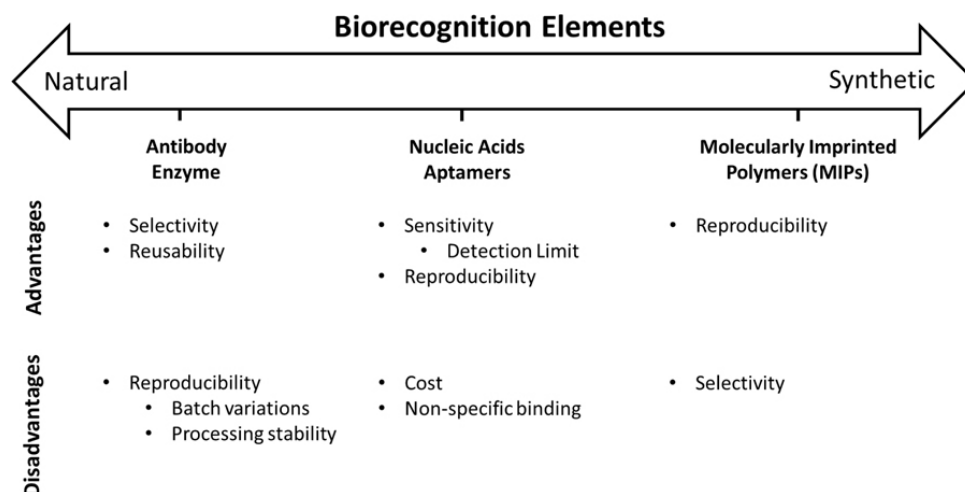 Biorecognition Elements
Natural
Synthetic
Antibody
Enzyme
Nucleic Acids
Aptamers
Molecularly Imprinted
Polymers (MIPs)
Advantages
• Selectivity
• Reusability
• Sensitivity
• Detection Limit
• Reproducibility
• Reproducibility
Disadvantages
• Reproducibility
• Batch variations
• Processing stability
• Cost
• Non-specific binding
• Selectivity